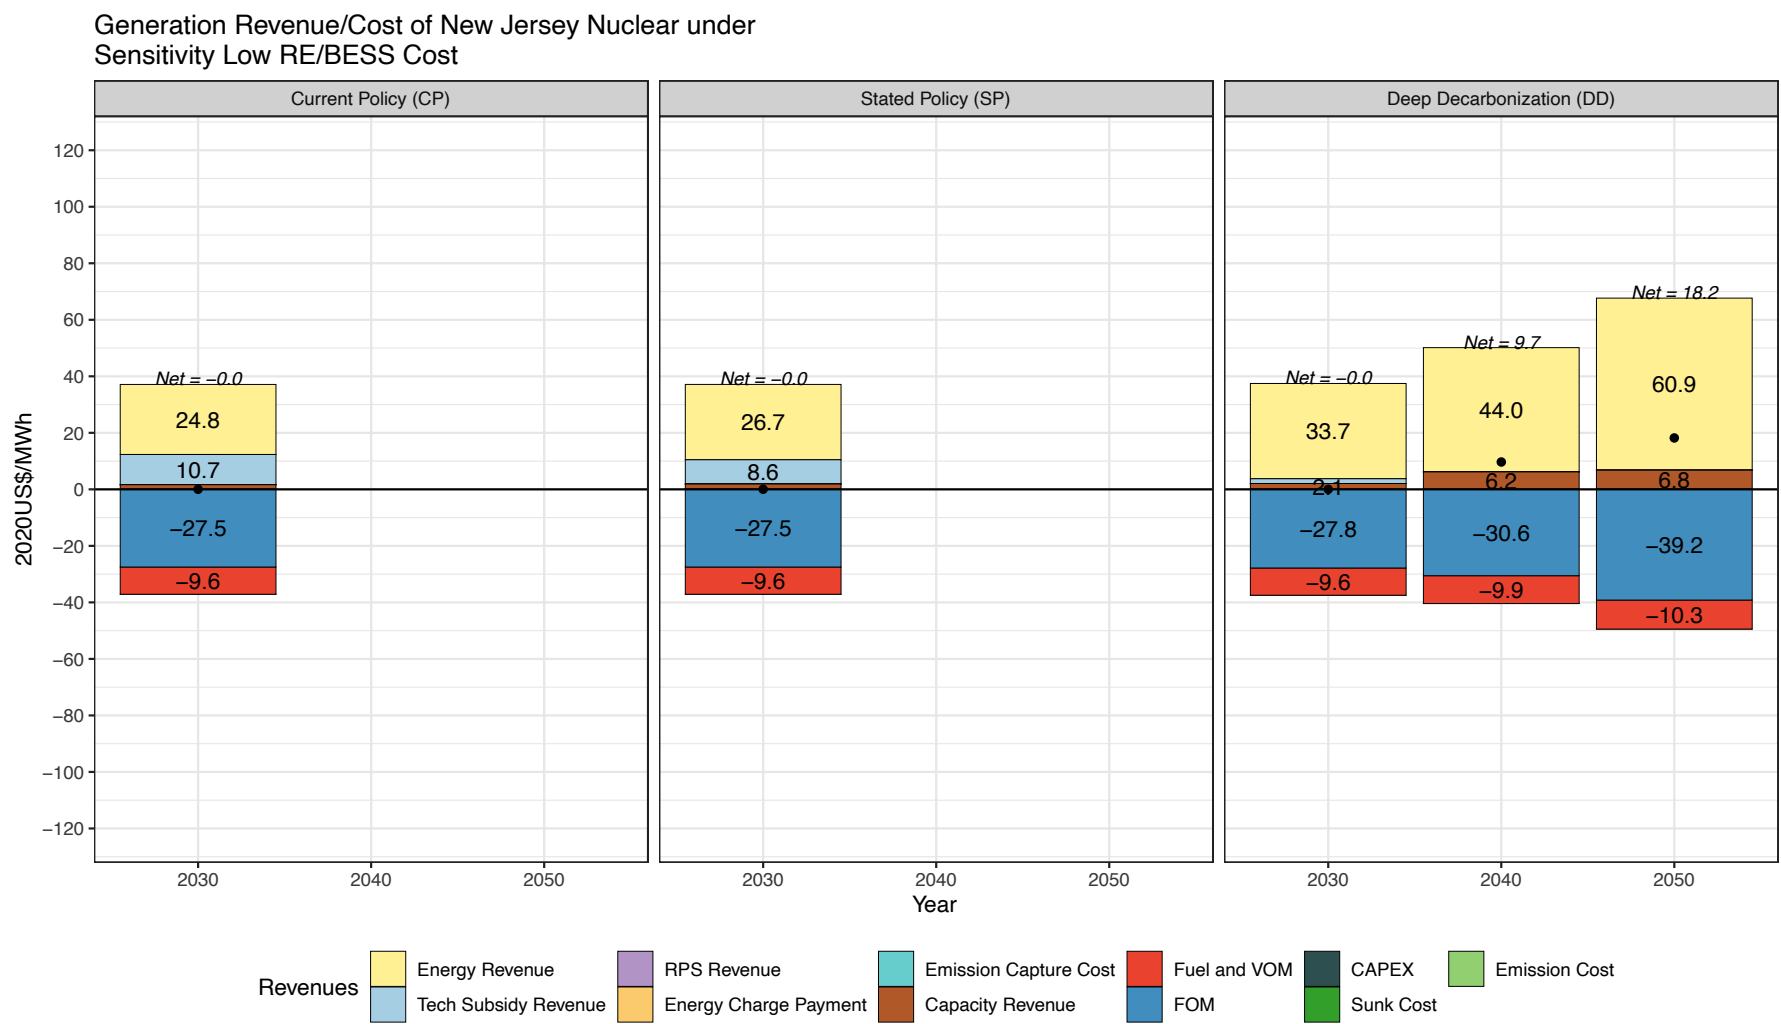 Generation Revenue/Cost of New Jersey Nuclear under
Sensitivity Low RE/BESS Cost
Current Policy (CP)
Stated Policy (SP)
Deep Decarbonization (DD)
2020US$/MWh
120
100
80
60
40
20
0
−20
−40
−60
−80
−100
−120
Net = −0.0
24.8
10.7
−27.5
−9.6
Net = −0.0
26.7
8.6
−27.5
−9.6
Net = −0.0
33.7
2.1
−27.8
−9.6
Net = 9.7
44.0
6.2
−30.6
−9.9
Net = 18.2
60.9
6.8
−39.2
−10.3
2030 2040 2050
2030 2040 2050
2030 2040 2050
Year
Revenues
Energy Revenue
RPS Revenue
Emission Capture Cost
Fuel and VOM
CAPEX
Emission Cost
Tech Subsidy Revenue
Energy Charge Payment
Capacity Revenue
FOM
Sunk Cost